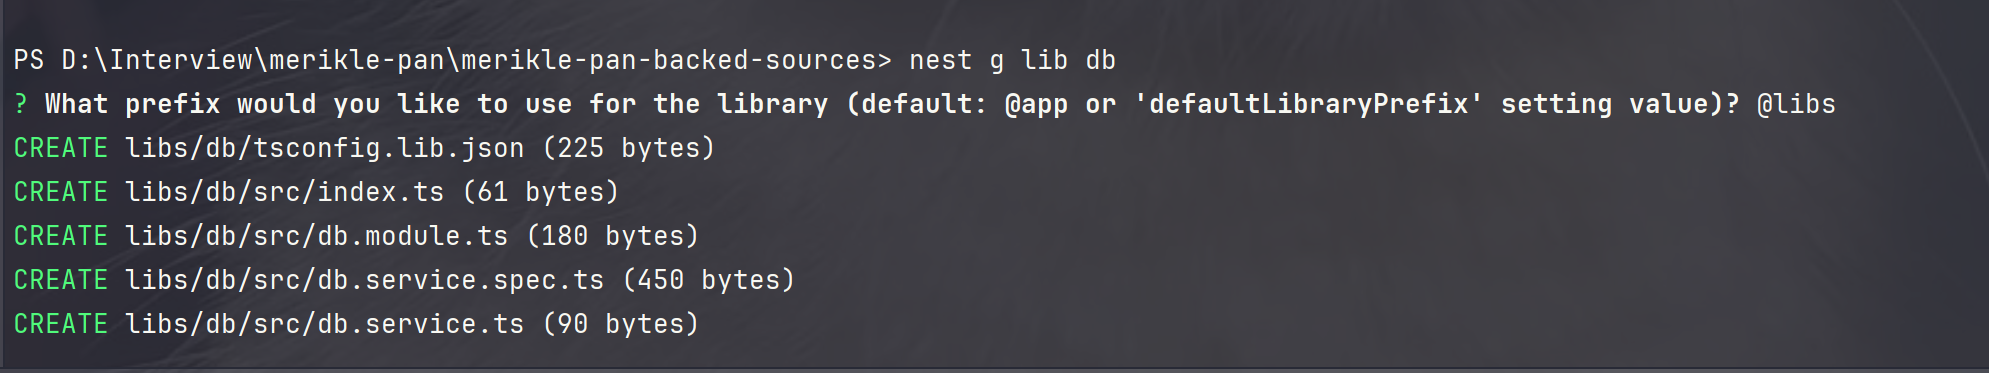 PS D:\Interview\merikle-pan\merikle-pan-backed-sources> nest g lib db
? What prefix would you like to use for the library (default: @app or 'defaultLibraryPrefix' setting value)? @libs
CREATE libs/db/tsconfig.lib.json (225 bytes)
CREATE libs/db/src/index.ts (61 bytes)
CREATE libs/db/src/db.module.ts (180 bytes)
CREATE libs/db/src/db.service.spec.ts (450 bytes)
CREATE libs/db/src/db.service.ts (90 bytes)